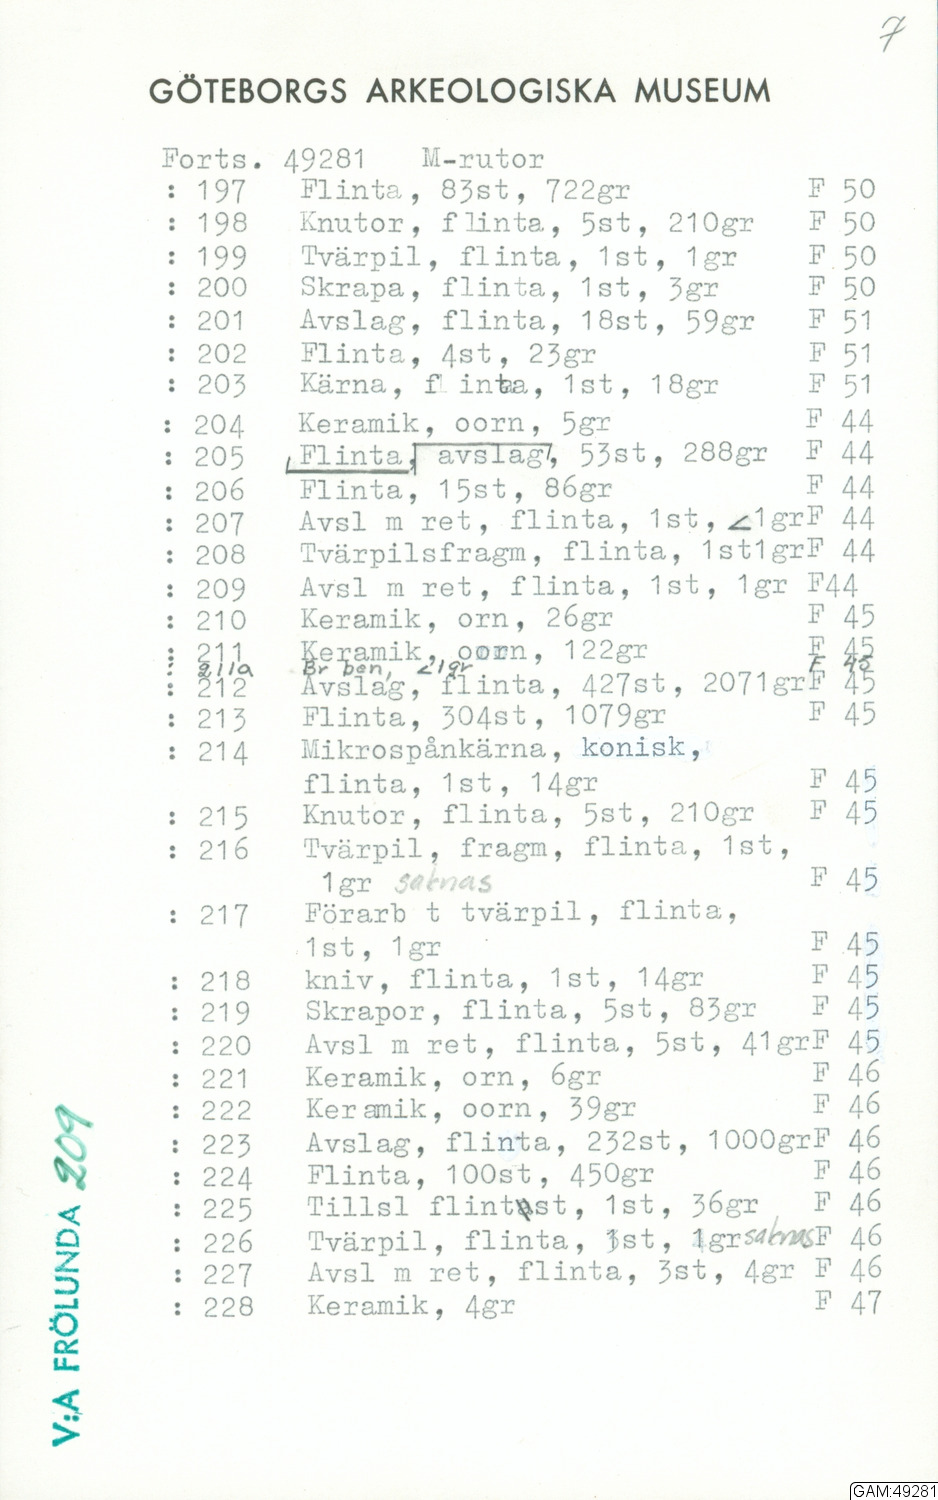 7
GÖTEBORGS ARKEOLOGISKA MUSEUM
Forts. 49281 M-rutor
: 197 Flinta, 83st, 722gr F 50
: 198 Knutor, flinta, 5st, 210gr F 50
: 199 Tvärpil, flinta, 1st, 1gr F 50
: 200 Skrapa, flinta, 1st, 3gr F 50
: 201 Avslag, flinta, 18st, 59gr F 51
: 202 Flinta, 4st, 23gr F 51
: 203 Kärna, flinta, 1st, 18gr F 51
: 204 Keramik, oorn, 5gr F 44
: 205 Flinta, avslag, 53st, 288gr F 44
: 206 Flinta, 15st, 86gr F 44
: 207 Avsl m ret, flinta, 1st, <1grF 44
: 208 Tvärpilsfragm, flinta, 1st1grF 44
: 209 Avsl m ret, flinta, 1st, 1gr F44
: 210 Keramik, orn, 26gr F 45
: 211 Keramik, oorn, 122gr F 45
: 211a Br ben, <1gr F 45
: 212 Avslag, flinta, 427st, 2071grF 45
: 213 Flinta, 304st, 1079gr F 45
: 214 Mikrospånkärna, konisk,
flinta, 1st, 14gr F 45
: 215 Knutor, flinta, 5st, 210gr F 45
: 216 Tvärpil, fragm, flinta, 1st,
1gr saknas F 45
: 217 Förarb t tvärpil, flinta,
1st, 1gr F 45
: 218 kniv, flinta, 1st, 14gr F 45
: 219 Skrapor, flinta, 5st, 83gr F 45
: 220 Avsl m ret, flinta, 5st, 41grF 45
: 221 Keramik, orn, 6gr F 46
: 222 Keramik, oorn, 39gr F 46
: 223 Avslag, flinta, 232st, 1000grF 46
: 224 Flinta, 100st, 450gr F 46
: 225 Tillsl flintst, 1st, 36gr F 46
: 226 Tvärpil, flinta, 1st, 1gr saknas F 46
: 227 Avsl m ret, flinta, 3st, 4gr F 46
: 228 Keramik, 4gr F 47
V:A FRÖLUNDA 209
GAM:49281